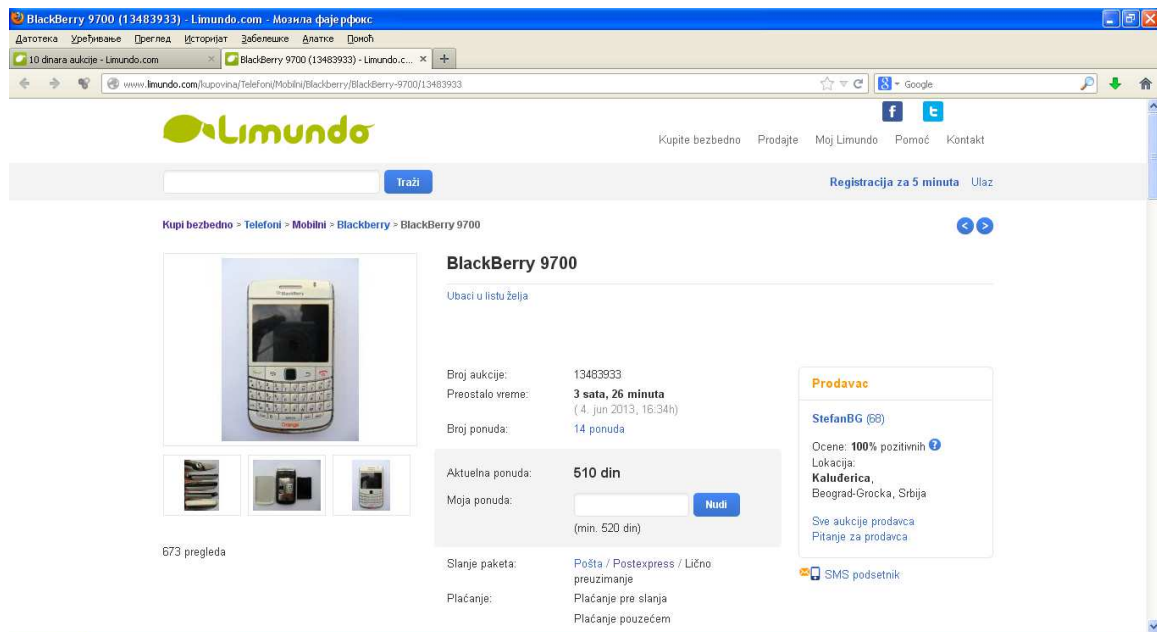 BlackBerry 9700 (13483933) - Limundo.com - Мозила фајерфокс
Датотека Уређивање Преглед Историјат Забелешке Алатке Помоћ
10 dinara aukcije - Limundo.com
BlackBerry 9700 (13483933) - Limundo.c...
www.limundo.com/kupovina/Telefoni/Mobilni/Blackberry/BlackBerry-9700/13483933
Google
Limundo
Kupite bezbedno Prodajte Moj Limundo Pomoć Kontakt
Traži
Registracija za 5 minuta Ulaz
Kupi bezbedno > Telefoni > Mobilni > Blackberry > BlackBerry 9700
BlackBerry 9700
Ubaci u listu želja
Broj aukcije: 13483933
Preostalo vreme: 3 sata, 26 minuta
( 4. jun 2013, 16:34h)
Broj ponuda: 14 ponuda
Aktuelna ponuda: 510 din
Moja ponuda: Nudi
(min. 520 din)
Slanje paketa: Pošta / Postexpress / Lično
preuzimanje
Plaćanje: Plaćanje pre slanja
Plaćanje pouzećem
Prodavac
StefanBG (68)
Ocene: 100% pozitivnih ?
Lokacija:
Kaluđerica,
Beograd-Grocka, Srbija
Sve aukcije prodavca
Pitanje za prodavca
SMS podsetnik
BlackBerry
Orange
673 pregleda